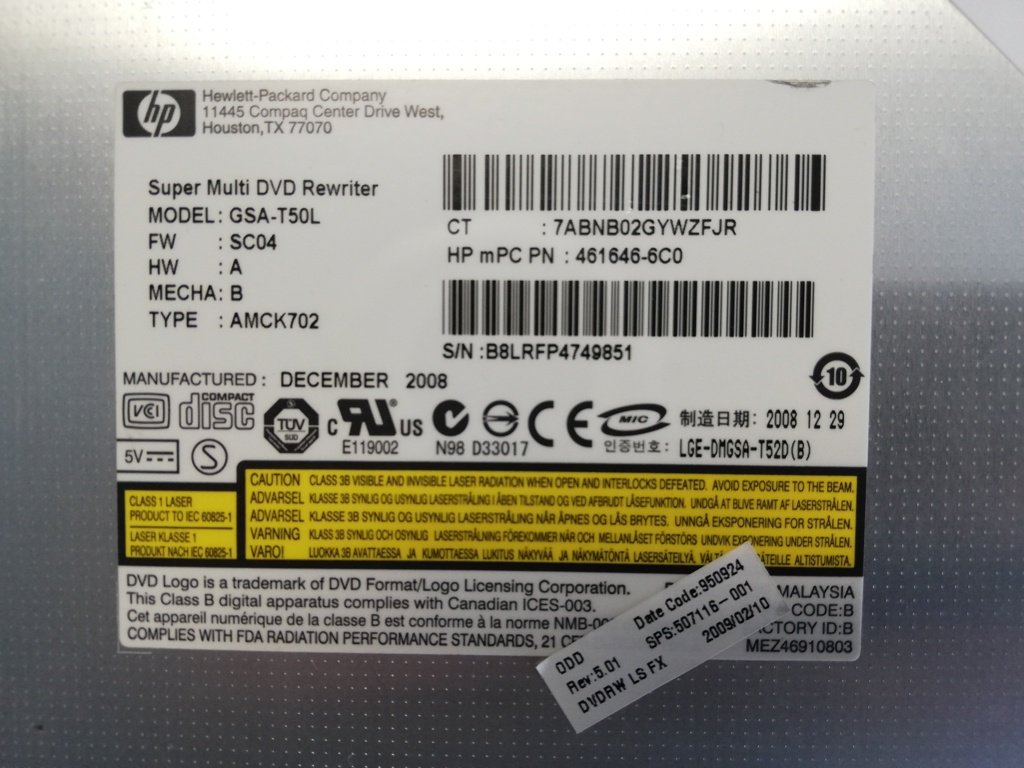 hp
Hewlett-Packard Company
11445 Compaq Center Drive West,
Houston,TX 77070
Super Multi DVD Rewriter
MODEL: GSA-T50L
FW : SC04
HW : A
MECHA: B
TYPE : AMCK702
CT : 7ABNB02GYWZFJR
HP mPC PN : 461646-6C0
S/N :B8LRFP4749851
MANUFACTURED : DECEMBER 2008
10
VCI
COMPACT
disc
TÜV
SÜD
c RU US
E119002
N98 D33017
CE
MIC
制造日期: 2008 12 29
인증번호: LGE-DMGSA-T52D(B)
5V
S
CLASS 1 LASER
PRODUCT TO IEC 60825-1
LASER KLASSE 1
PRODUKT NACH IEC 60825-1
CAUTION CLASS 3B VISIBLE AND INVISIBLE LASER RADIATION WHEN OPEN AND INTERLOCKS DEFEATED. AVOID EXPOSURE TO THE BEAM.
ADVARSEL KLASSE 3B SYNLIG OG USYNLIG LASERSTRÅLING I ÅBEN TILSTAND OG VED AFBRUDT LÅSEFUNKTION. UNDGÅ AT BLIVE RAMT AF LASERSTRÅLEN.
ADVARSEL KLASSE 3B SYNLIG OG USYNLIG LASERSTRÅLING NÅR ÅPNES OG LÅS BRYTES. UNNGÅ EKSPONERING FOR STRÅLEN.
VARNING KLASS 3B SYNLIG OCH OSYNLIG LASERSTRÅLNING FÖREKOMMER NÄR OCH MELLANLÅSET FÖRSTÖRS UNDVIK EXPONERING UNDER STRÅLEN.
VARO! LUOKKA 3B AVATTAESSA JA KUMOTTAESSA LUKITUS NÄKYVÄÄ JA NÄKYMÄTÖNTÄ LASERSÄTEILYÄ, ALTISTUMISTA.
DVD Logo is a trademark of DVD Format/Logo Licensing Corporation.
This Class B digital apparatus complies with Canadian ICES-003.
MALAYSIA
CODE:B
Cet appareil numérique de la classe B est conforme à la norme NMB-00
ID:B
COMPLIES WITH FDA RADIATION PERFORMANCE STANDARDS, 21
MEZ46910803
ODD Date Code:950924
Rev:5.01 SPS:507116-001
DVDRW LS FX 2009/02/10